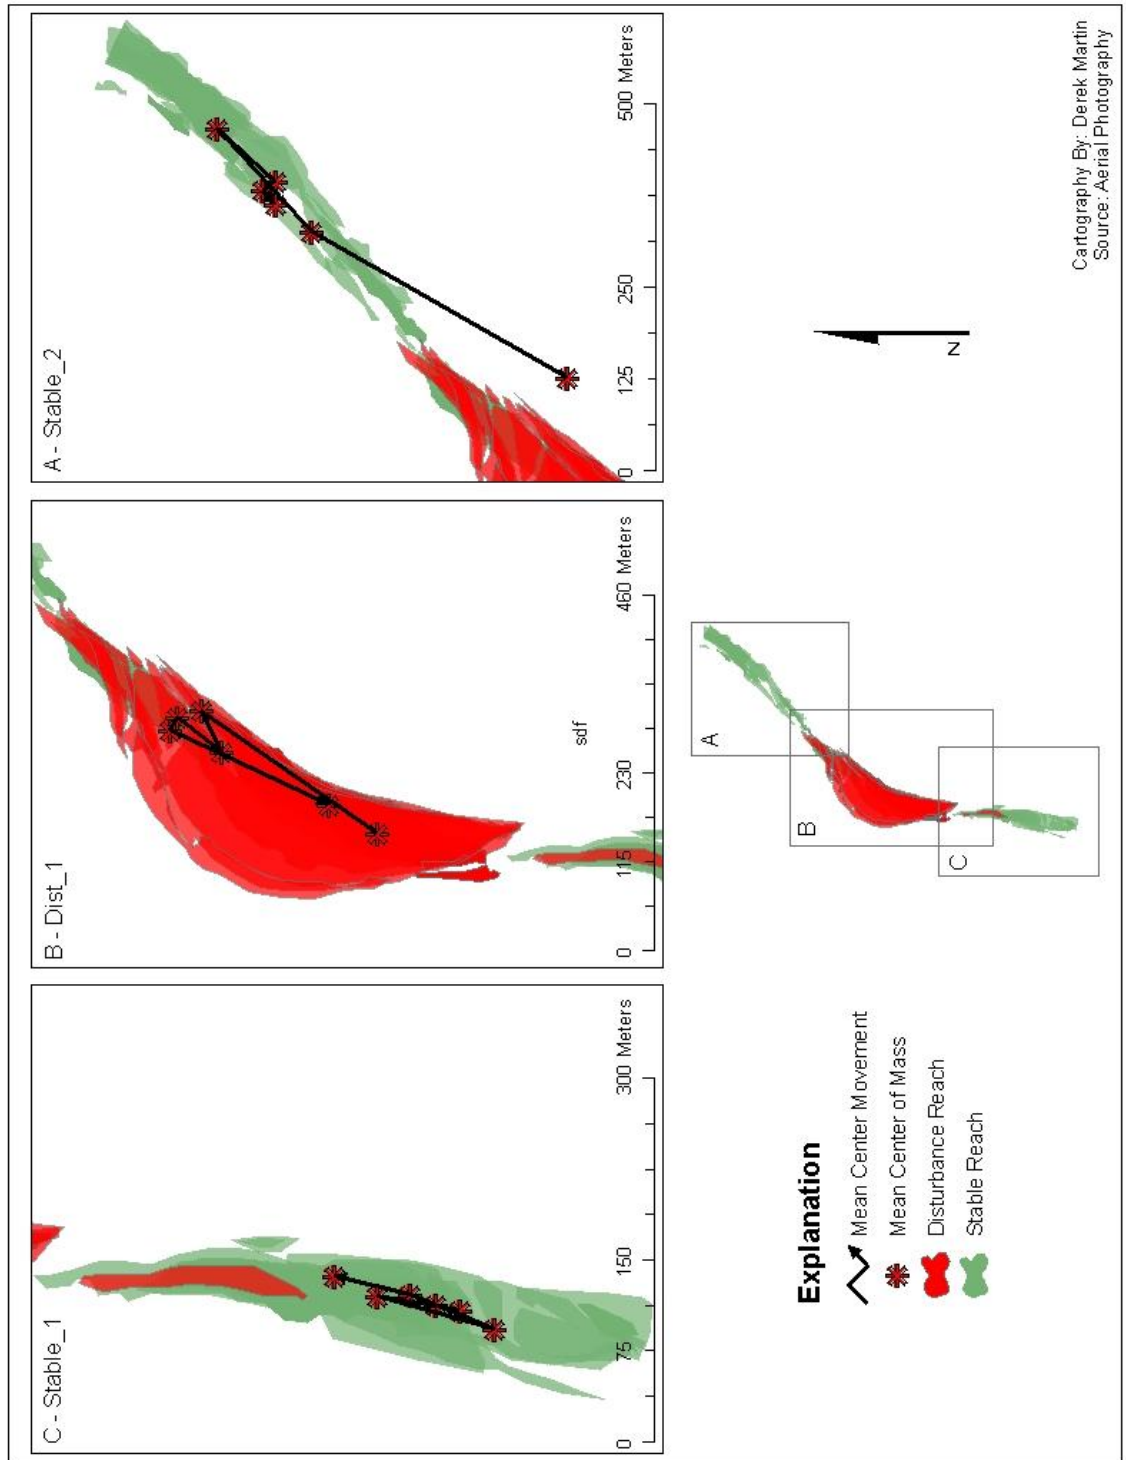 C - Stable_1
0 75 150 300 Meters
B - Dist_1
sdf
0 115 230 460 Meters
A - Stable_2
0 125 250 500 Meters
Explanation
Mean Center Movement
Mean Center of Mass
Disturbance Reach
Stable Reach
A
B
C
N
Cartography By: Derek Martin
Source: Aerial Photography